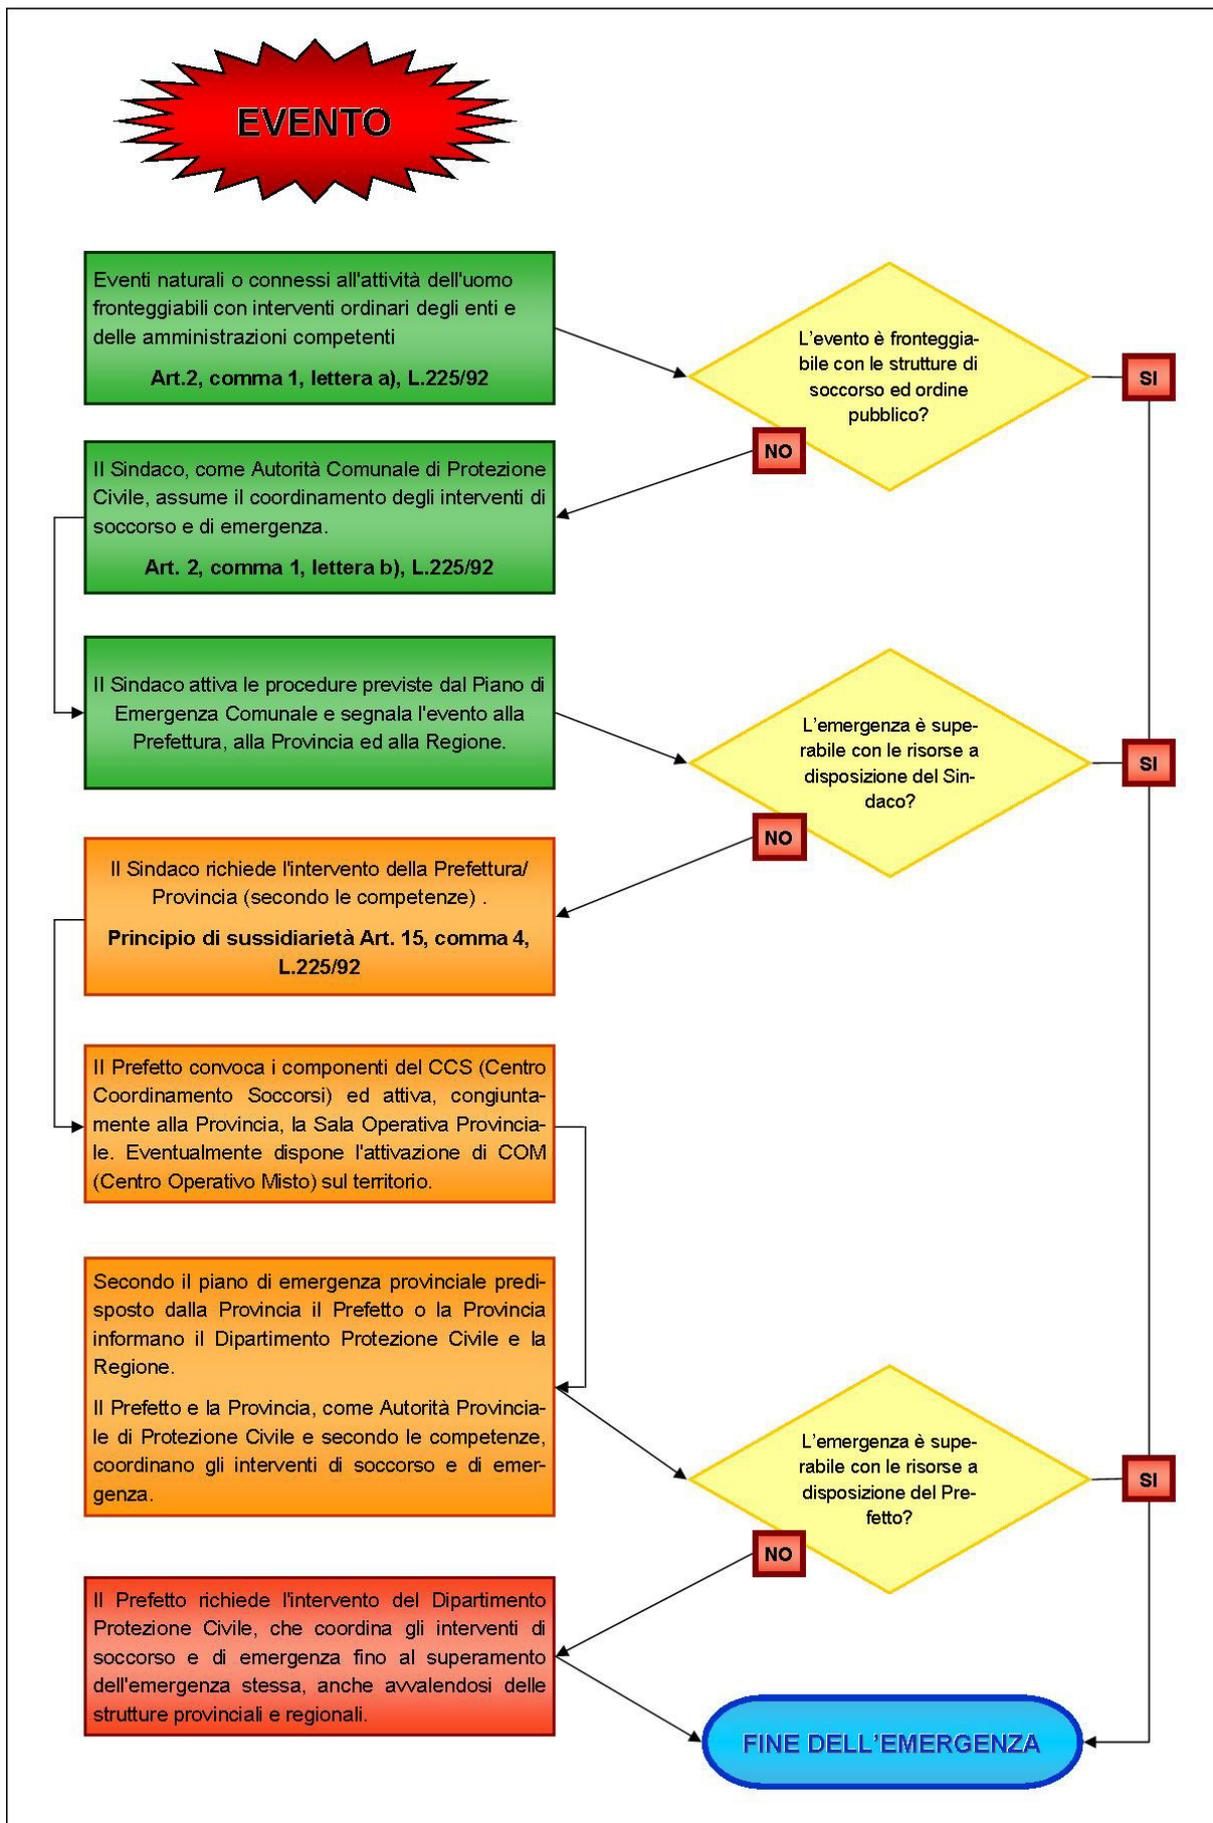 EVENTO
Eventi naturali o connessi all'attività dell'uomo
fronteggiabili con interventi ordinari degli enti e
delle amministrazioni competenti
Art.2, comma 1, lettera a), L.225/92
L'evento è fronteggia-
bile con le strutture di
soccorso ed ordine
pubblico?
SI
NO
Il Sindaco, come Autorità Comunale di Protezione
Civile, assume il coordinamento degli interventi di
soccorso e di emergenza.
Art. 2, comma 1, lettera b), L.225/92
Il Sindaco attiva le procedure previste dal Piano di
Emergenza Comunale e segnala l'evento alla
Prefettura, alla Provincia ed alla Regione.
L'emergenza è supe-
rabile con le risorse a
disposizione del Sin-
daco?
SI
NO
Il Sindaco richiede l'intervento della Prefettura/
Provincia (secondo le competenze) .
Principio di sussidiarietà Art. 15, comma 4,
L.225/92
Il Prefetto convoca i componenti del CCS (Centro
Coordinamento Soccorsi) ed attiva, congiunta-
mente alla Provincia, la Sala Operativa Provincia-
le. Eventualmente dispone l'attivazione di COM
(Centro Operativo Misto) sul territorio.
Secondo il piano di emergenza provinciale predi-
sposto dalla Provincia il Prefetto o la Provincia
informano il Dipartimento Protezione Civile e la
Regione.
Il Prefetto e la Provincia, come Autorità Provincia-
le di Protezione Civile e secondo le competenze,
coordinano gli interventi di soccorso e di emer-
genza.
L'emergenza è supe-
rabile con le risorse a
disposizione del Pre-
fetto?
SI
NO
Il Prefetto richiede l'intervento del Dipartimento
Protezione Civile, che coordina gli interventi di
soccorso e di emergenza fino al superamento
dell'emergenza stessa, anche avvalendosi delle
strutture provinciali e regionali.
FINE DELL'EMERGENZA